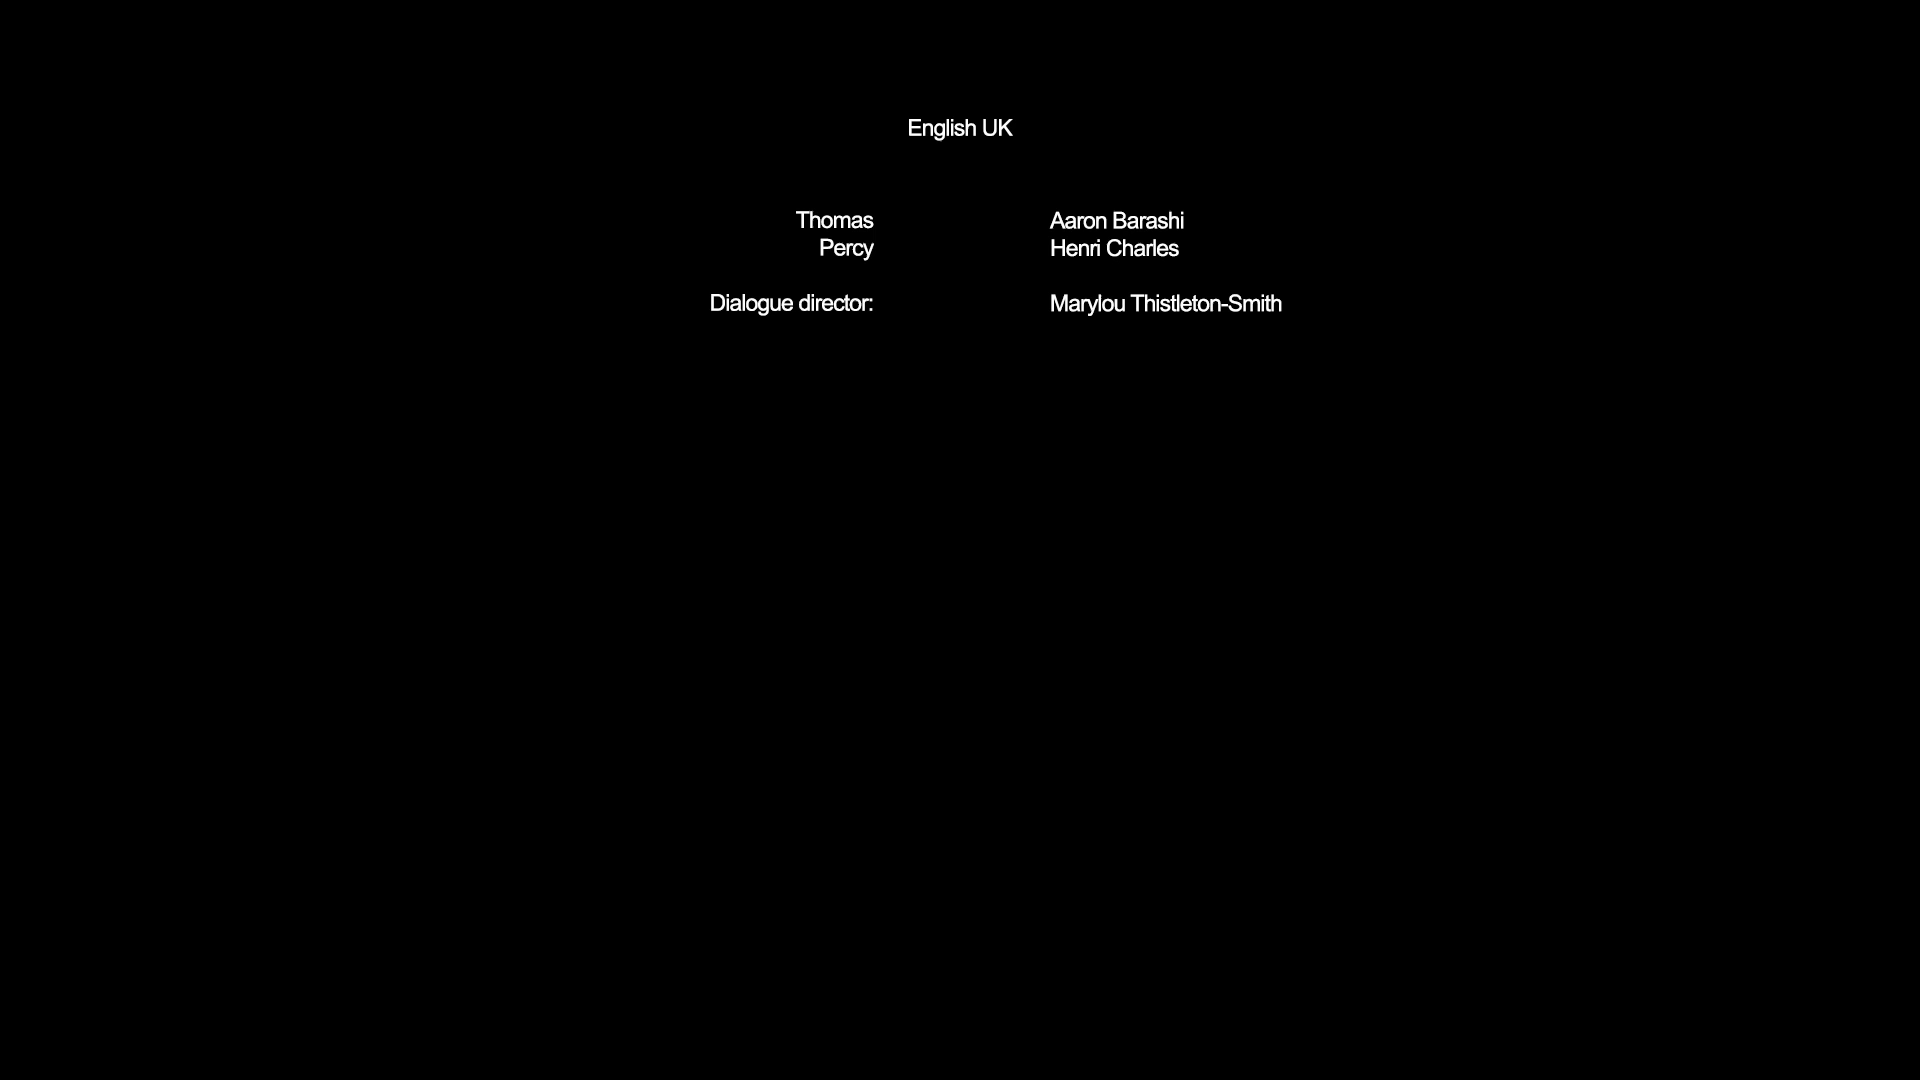 English UK
Thomas Aaron Barashi
Percy Henri Charles
Dialogue director: Marylou Thistleton-Smith